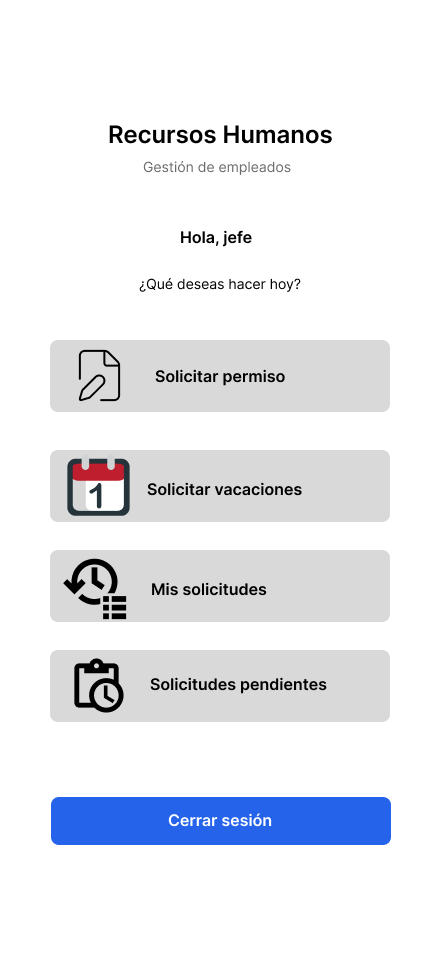 Recursos Humanos
Gestión de empleados
Hola, jefe
¿Qué deseas hacer hoy?
Solicitar permiso
1
Solicitar vacaciones
Mis solicitudes
Solicitudes pendientes
Cerrar sesión